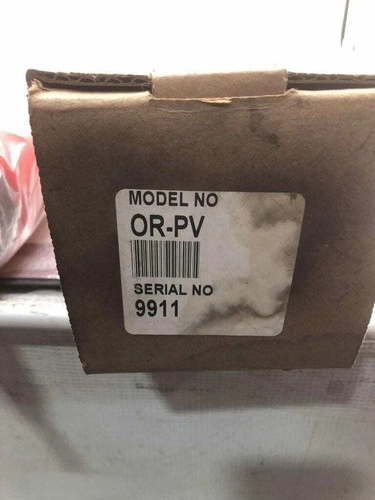 MODEL NO
OR-PV
SERIAL NO
9911